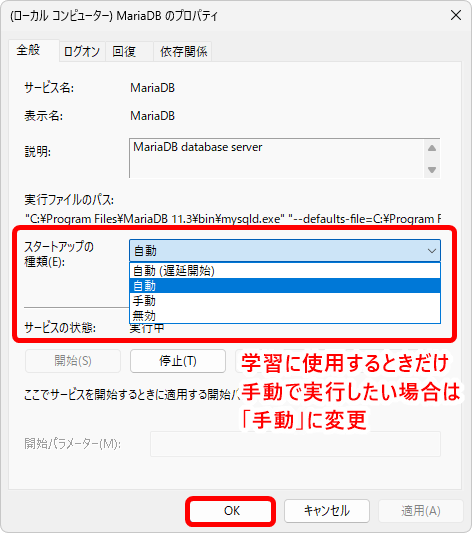 (ローカル コンピューター) MariaDB のプロパティ
全般 ログオン 回復 依存関係
サービス名: MariaDB
表示名: MariaDB
説明: MariaDB database server
実行ファイルのパス:
"C:¥Program Files¥MariaDB 11.3¥bin¥mysqld.exe" "--defaults-file=C:¥Program F
スタートアップの
種類(E): 自動
自動 (遅延開始)
自動
手動
無効
サービスの状態: 実行中
開始(S) 停止(T)
学習に使用するときだけ
手動で実行したい場合は
「手動」に変更
ここでサービスを開始するときに適用する開始パ
開始パラメーター(M):
OK キャンセル 適用(A)